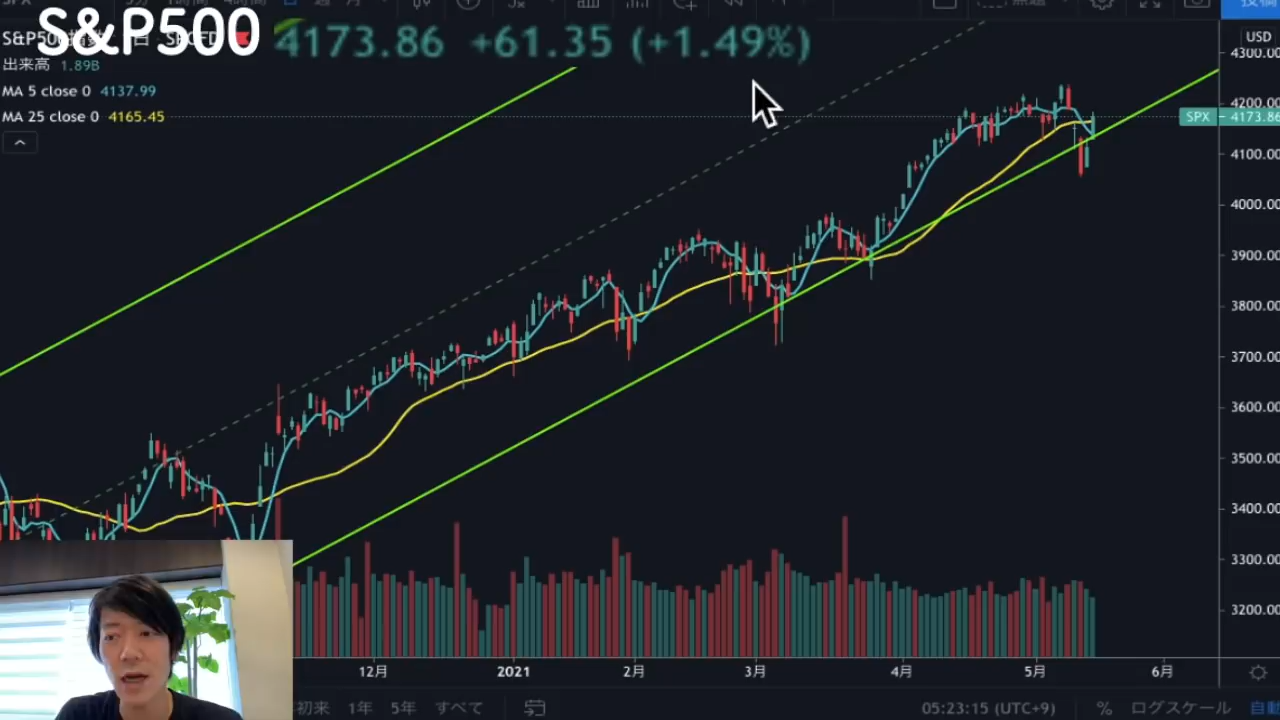 S&P500
4173.86 +61.35 (+1.49%)
出来高 1.89B
MA 5 close 0 4137.99
MA 25 close 0 4165.45
USD
4300.00
4200.00
SPX 4173.86
4100.00
4000.00
3900.00
3800.00
3700.00
3600.00
3500.00
3400.00
3300.00
3200.00
12月 2021 2月 3月 4月 5月 6月
年初来 1年 5年 すべて 05:23:15 (UTC+9) % ログスケール 自動